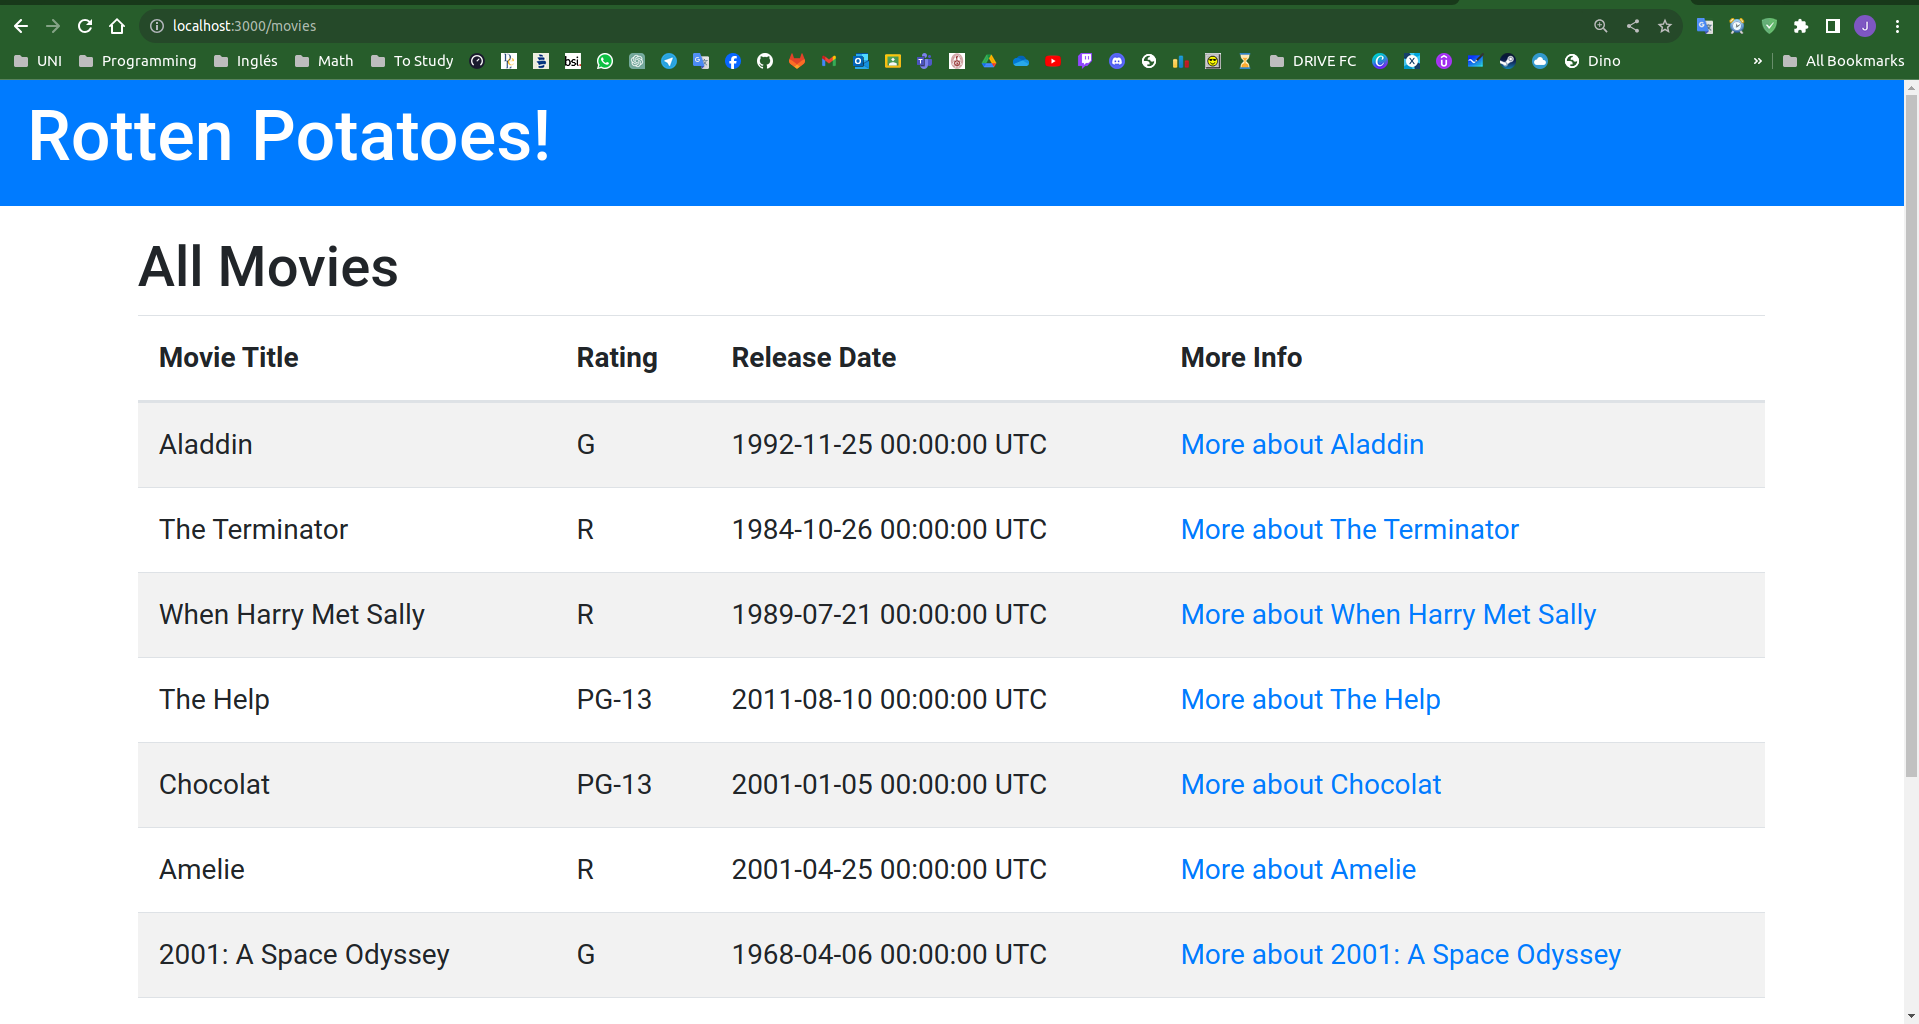 localhost:3000/movies
UNI Programming Inglés Math To Study bsi. DRIVE FC Dino » All Bookmarks
Rotten Potatoes!
All Movies
Movie Title Rating Release Date More Info
Aladdin G 1992-11-25 00:00:00 UTC More about Aladdin
The Terminator R 1984-10-26 00:00:00 UTC More about The Terminator
When Harry Met Sally R 1989-07-21 00:00:00 UTC More about When Harry Met Sally
The Help PG-13 2011-08-10 00:00:00 UTC More about The Help
Chocolat PG-13 2001-01-05 00:00:00 UTC More about Chocolat
Amelie R 2001-04-25 00:00:00 UTC More about Amelie
2001: A Space Odyssey G 1968-04-06 00:00:00 UTC More about 2001: A Space Odyssey